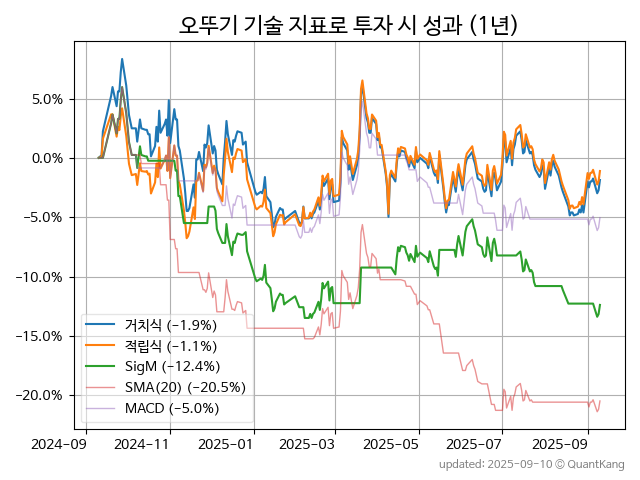 오뚜기 기술 지표로 투자 시 성과 (1년)
5.0%
0.0%
−5.0%
−10.0%
−15.0%
−20.0%
거치식 (−1.9%)
적립식 (−1.1%)
SigM (−12.4%)
SMA(20) (−20.5%)
MACD (−5.0%)
2024-09 2024-11 2025-01 2025-03 2025-05 2025-07 2025-09
updated: 2025-09-10 © QuantKang